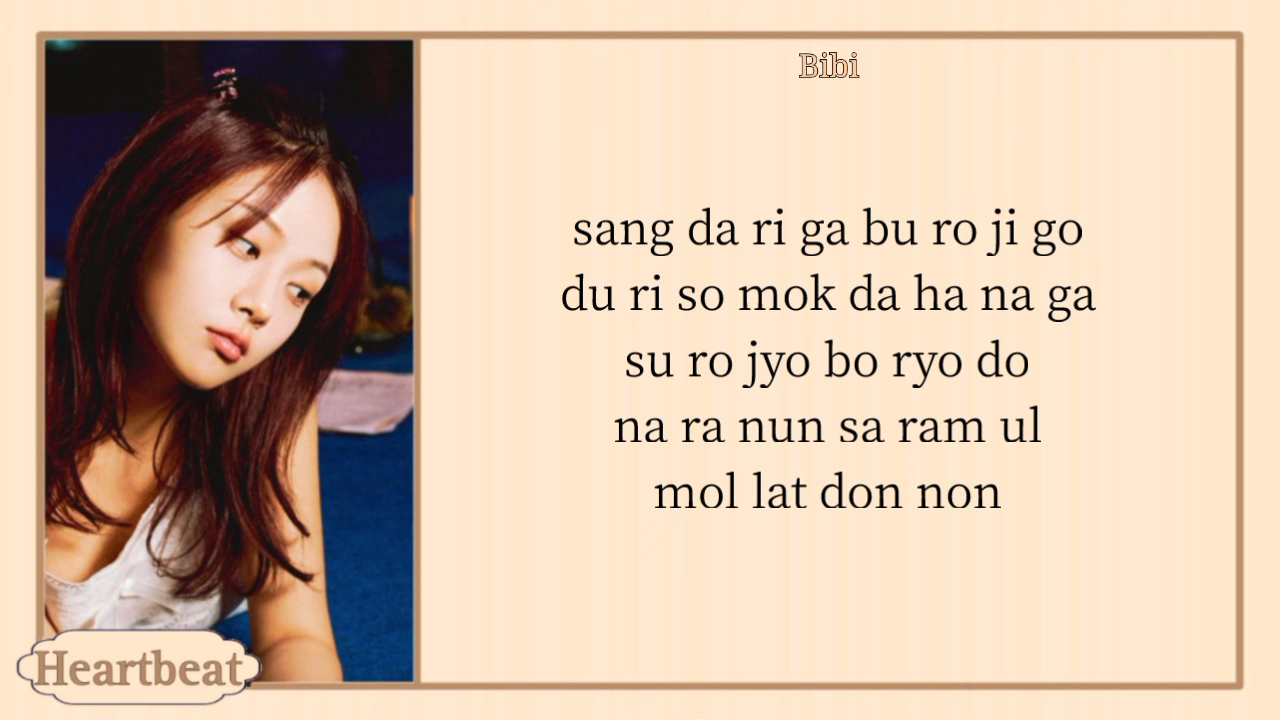 Bibi
sang da ri ga bu ro ji go
du ri so mok da ha na ga
su ro jyo bo ryo do
na ra nun sa ram ul
mol lat don non
Heartbeat